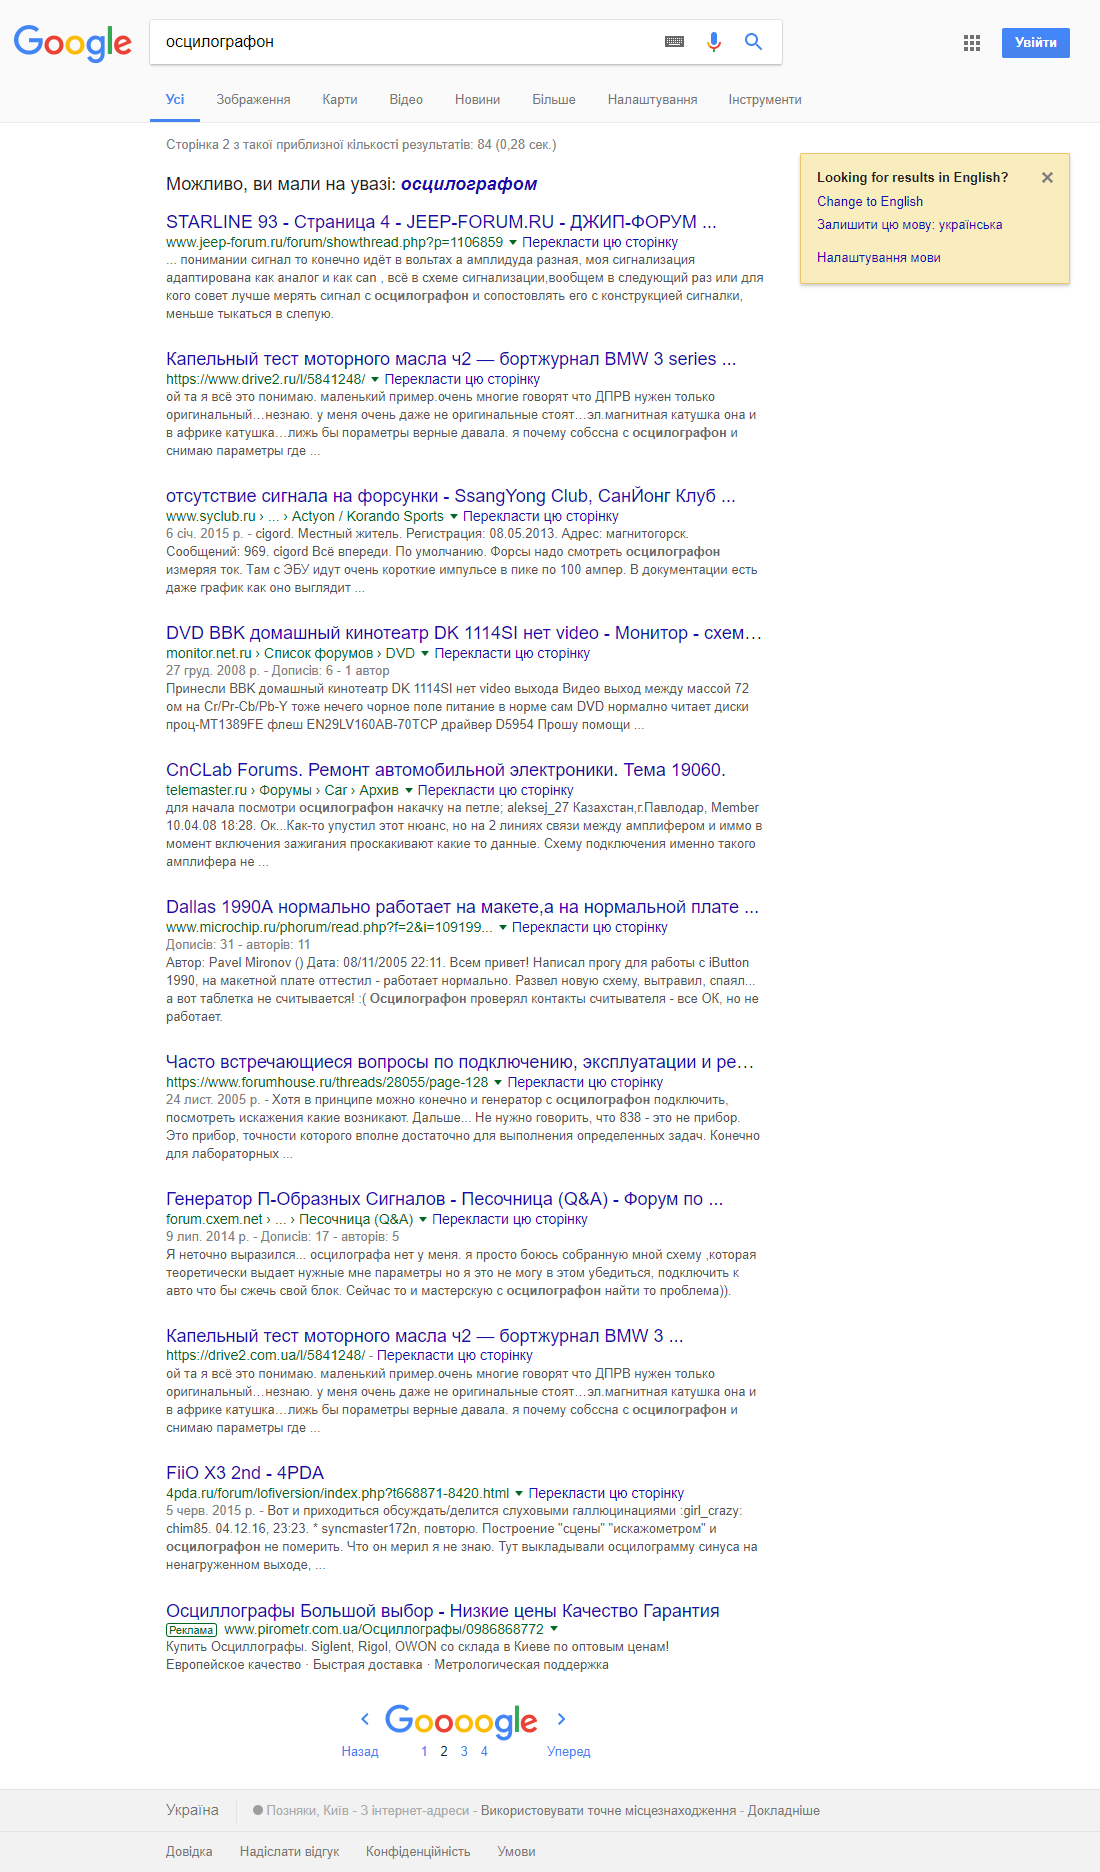 Google
осцилографон
Увійти
Усі Зображення Карти Відео Новини Більше Налаштування Інструменти
Сторінка 2 з такої приблизної кількості результатів: 84 (0,28 сек.)
Можливо, ви мали на увазі: осцилографом
Looking for results in English?
Change to English
Залишити цю мову: українська
Налаштування мови
STARLINE 93 - Страница 4 - JEEP-FORUM.RU - ДЖИП-ФОРУМ ...
www.jeep-forum.ru/forum/showthread.php?p=1106859 Перекласти цю сторінку
... понимании сигнал то конечно идёт в вольтах а амплидуда разная, моя сигнализация
адаптирована как аналог и как can , всё в схеме сигнализации,вообщем в следующий раз или для
кого совет лучше мерять сигнал с осцилографон и сопостовлять его с конструкцией сигналки,
меньше тыкаться в слепую.
Капельный тест моторного масла ч2 — бортжурнал BMW 3 series ...
https://www.drive2.ru/l/5841248/ Перекласти цю сторінку
ой та я всё это понимаю. маленький пример.очень многие говорят что ДПРВ нужен только
оригинальный…незнаю. у меня очень даже не оригинальные стоят…эл.магнитная катушка она и
в африке катушка…лижь бы пораметры верные давала. я почему собссна с осцилографон и
снимаю параметры где ...
отсутствие сигнала на форсунки - SsangYong Club, СанЙонг Клуб ...
www.syclub.ru › ... › Actyon / Korando Sports Перекласти цю сторінку
6 січ. 2015 р. - cigord. Местный житель. Регистрация: 08.05.2013. Адрес: магнитогорск.
Сообщений: 969. cigord Всё впереди. По умолчанию. Форсы надо смотреть осцилографон
измеряя ток. Там с ЭБУ идут очень короткие импульсе в пике по 100 ампер. В документации есть
даже график как оно выглядит ...
DVD BBK домашный кинотеатр DK 1114SI нет video - Монитор - схем…
monitor.net.ru › Список форумов › DVD Перекласти цю сторінку
27 груд. 2008 р. - Дописів: 6 - 1 автор
Принесли BBK домашный кинотеатр DK 1114SI нет video выхода Видео выход между массой 72
ом на Cr/Pr-Cb/Pb-Y тоже нечего чорное поле питание в норме сам DVD нормално читает диски
проц-MT1389FE флеш EN29LV160AB-70TCP драйвер D5954 Прошу помощи ...
CnCLab Forums. Ремонт автомобильной электроники. Тема 19060.
telemaster.ru › Форумы › Car › Архив Перекласти цю сторінку
для начала посмотри осцилографон накачку на петле; aleksej_27 Казахстан,г.Павлодар, Member
10.04.08 18:28. Ок...Как-то упустил этот нюанс, но на 2 линиях связи между амплифером и иммо в
момент включения зажигания проскакивают какие то данные. Схему подключения именно такого
амплифера не ...
Dallas 1990A нормально работает на макете,а на нормальной плате ...
www.microchip.ru/phorum/read.php?f=2&i=109199... Перекласти цю сторінку
Дописів: 31 - авторів: 11
Автор: Pavel Mironov () Дата: 08/11/2005 22:11. Всем привет! Написал прогу для работы с iButton
1990, на макетной плате оттестил - работает нормально. Развел новую схему, вытравил, спаял...
а вот таблетка не считывается! :( Осцилографон проверял контакты считывателя - все ОК, но не
работает.
Часто встречающиеся вопросы по подключению, эксплуатации и ре…
https://www.forumhouse.ru/threads/28055/page-128 Перекласти цю сторінку
24 лист. 2005 р. - Хотя в принципе можно конечно и генератор с осцилографон подключить,
посмотреть искажения какие возникают. Дальше... Не нужно говорить, что 838 - это не прибор.
Это прибор, точности которого вполне достаточно для выполнения определенных задач. Конечно
для лабораторных ...
Генератор П-Образных Сигналов - Песочница (Q&A) - Форум по ...
forum.cxem.net › ... › Песочница (Q&A) Перекласти цю сторінку
9 лип. 2014 р. - Дописів: 17 - авторів: 5
Я неточно выразился... осцилографа нет у меня. я просто боюсь собранную мной схему ,которая
теоретически выдает нужные мне параметры но я это не могу в этом убедиться, подключить к
авто что бы сжечь свой блок. Сейчас то и мастерскую с осцилографон найти то проблема)).
Капельный тест моторного масла ч2 — бортжурнал BMW 3 ...
https://drive2.com.ua/l/5841248/ - Перекласти цю сторінку
ой та я всё это понимаю. маленький пример.очень многие говорят что ДПРВ нужен только
оригинальный…незнаю. у меня очень даже не оригинальные стоят…эл.магнитная катушка она и
в африке катушка…лижь бы пораметры верные давала. я почему собссна с осцилографон и
снимаю параметры где ...
FiiO X3 2nd - 4PDA
4pda.ru/forum/lofiversion/index.php?t668871-8420.html Перекласти цю сторінку
5 черв. 2015 р. - Вот и приходиться обсуждать/делится слуховыми галлюцинациями :girl_crazy:
chim85. 04.12.16, 23:23. * syncmaster172n, повторю. Построение "сцены" "искажометром" и
осцилографон не померить. Что он мерил я не знаю. Тут выкладывали осцилограмму синуса на
ненагруженном выходе, ...
Осциллографы Большой выбор - Низкие цены Качество Гарантия
Реклама www.pirometr.com.ua/Осциллографы/0986868772
Купить Осциллографы. Siglent, Rigol, OWON со склада в Киеве по оптовым ценам!
Европейское качество · Быстрая доставка · Метрологическая поддержка
Goooogle
Назад 1 2 3 4 Уперед
Україна Позняки, Київ - З інтернет-адреси - Використовувати точне місцезнаходження - Докладніше
Довідка Надіслати відгук Конфіденційність Умови